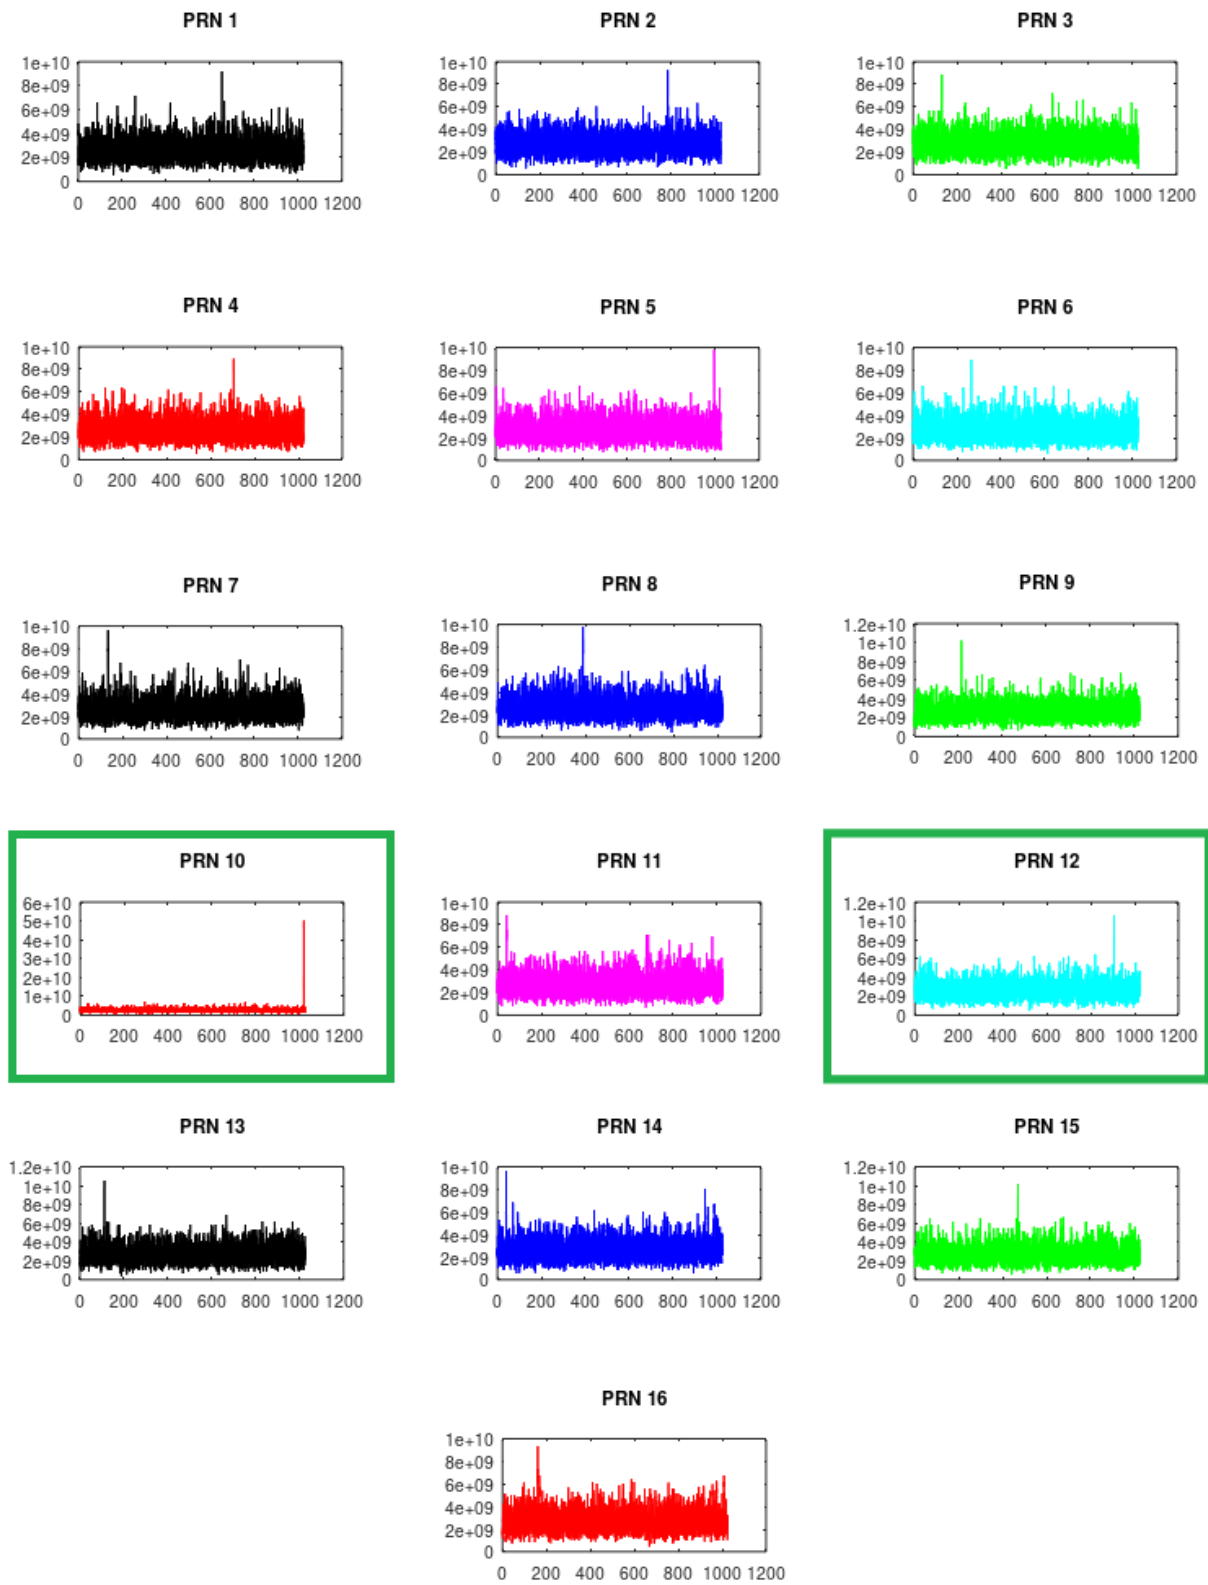 PRN 1 PRN 2 PRN 3
1e+10 1e+10 1e+10
8e+09 8e+09 8e+09
6e+09 6e+09 6e+09
4e+09 4e+09 4e+09
2e+09 2e+09 2e+09
0 0 0
0 200 400 600 800 1000 1200 0 200 400 600 800 1000 1200 0 200 400 600 800 1000 1200
PRN 4 PRN 5 PRN 6
1e+10 1e+10 1e+10
8e+09 8e+09 8e+09
6e+09 6e+09 6e+09
4e+09 4e+09 4e+09
2e+09 2e+09 2e+09
0 0 0
0 200 400 600 800 1000 1200 0 200 400 600 800 1000 1200 0 200 400 600 800 1000 1200
PRN 7 PRN 8 PRN 9
1e+10 1e+10 1.2e+10
8e+09 8e+09 1e+10
6e+09 6e+09 8e+09
4e+09 4e+09 6e+09
2e+09 2e+09 4e+09
0 0 2e+09
0
0 200 400 600 800 1000 1200 0 200 400 600 800 1000 1200 0 200 400 600 800 1000 1200
PRN 10 PRN 11 PRN 12
6e+10 1e+10 1.2e+10
5e+10 8e+09 1e+10
4e+10 6e+09 8e+09
3e+10 4e+09 6e+09
2e+10 2e+09 4e+09
1e+10 0 2e+09
0 0
0 200 400 600 800 1000 1200 0 200 400 600 800 1000 1200 0 200 400 600 800 1000 1200
PRN 13 PRN 14 PRN 15
1.2e+10 1e+10 1.2e+10
1e+10 8e+09 1e+10
8e+09 6e+09 8e+09
6e+09 4e+09 6e+09
4e+09 2e+09 4e+09
2e+09 0 2e+09
0 0
0 200 400 600 800 1000 1200 0 200 400 600 800 1000 1200 0 200 400 600 800 1000 1200
PRN 16
1e+10
8e+09
6e+09
4e+09
2e+09
0
0 200 400 600 800 1000 1200